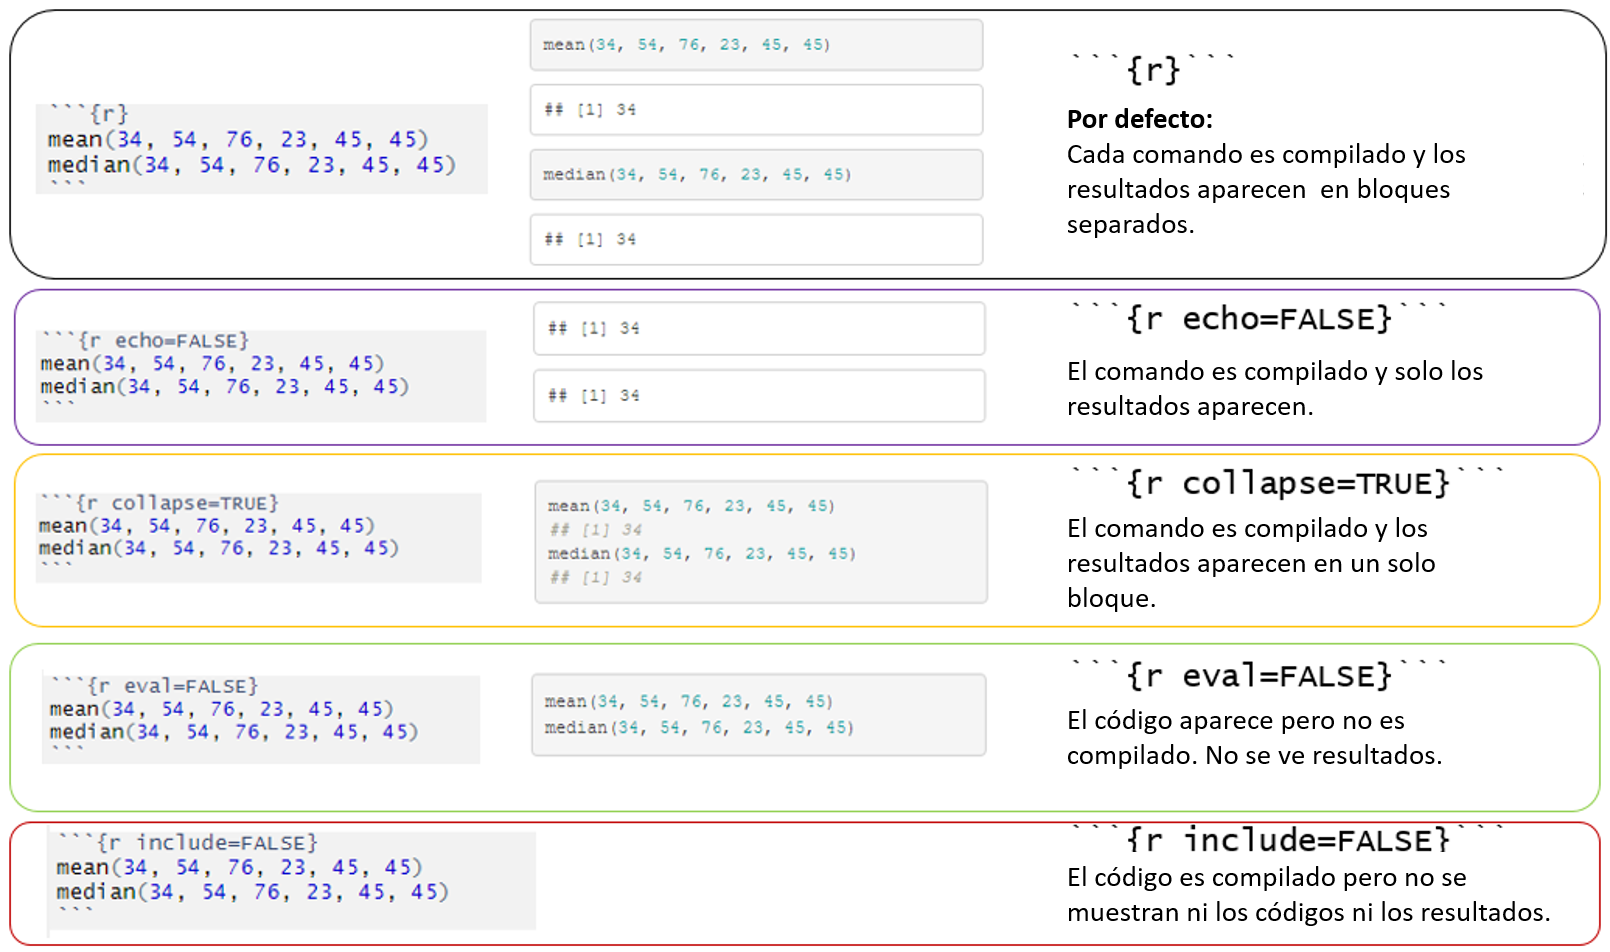 ```{r}
mean(34, 54, 76, 23, 45, 45)
median(34, 54, 76, 23, 45, 45)
```
mean(34, 54, 76, 23, 45, 45)
## [1] 34
median(34, 54, 76, 23, 45, 45)
## [1] 34
```{r}```
Por defecto:
Cada comando es compilado y los
resultados aparecen en bloques
separados.
```{r echo=FALSE}
mean(34, 54, 76, 23, 45, 45)
median(34, 54, 76, 23, 45, 45)
```
## [1] 34
## [1] 34
```{r echo=FALSE}```
El comando es compilado y solo los
resultados aparecen.
```{r collapse=TRUE}
mean(34, 54, 76, 23, 45, 45)
median(34, 54, 76, 23, 45, 45)
```
mean(34, 54, 76, 23, 45, 45)
## [1] 34
median(34, 54, 76, 23, 45, 45)
## [1] 34
```{r collapse=TRUE}```
El comando es compilado y los
resultados aparecen en un solo
bloque.
```{r eval=FALSE}
mean(34, 54, 76, 23, 45, 45)
median(34, 54, 76, 23, 45, 45)
```
mean(34, 54, 76, 23, 45, 45)
median(34, 54, 76, 23, 45, 45)
```{r eval=FALSE}```
El código aparece pero no es
compilado. No se ve resultados.
```{r include=FALSE}
mean(34, 54, 76, 23, 45, 45)
median(34, 54, 76, 23, 45, 45)
```
```{r include=FALSE}```
El código es compilado pero no se
muestran ni los códigos ni los resultados.